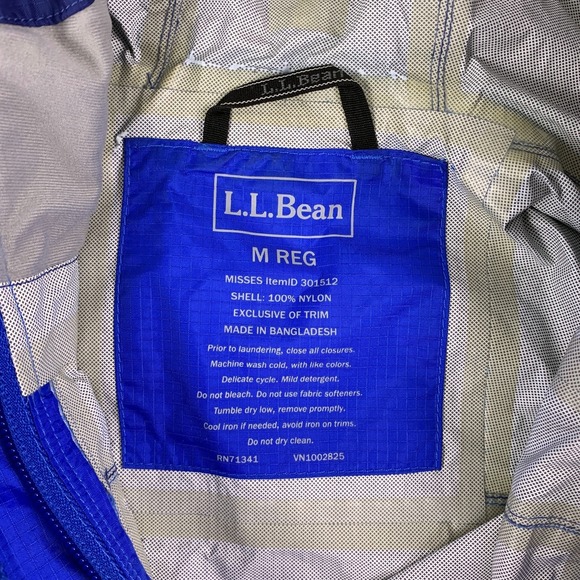 L.L.Bean
L.L.Bean
M REG
MISSES ItemID 301512
SHELL: 100% NYLON
EXCLUSIVE OF TRIM
MADE IN BANGLADESH
Prior to laundering, close all closures.
Machine wash cold, with like colors.
Delicate cycle. Mild detergent.
Do not bleach. Do not use fabric softeners.
Tumble dry low, remove promptly.
Cool iron if needed, avoid iron on trims.
Do not dry clean.
RN71341 VN1002825